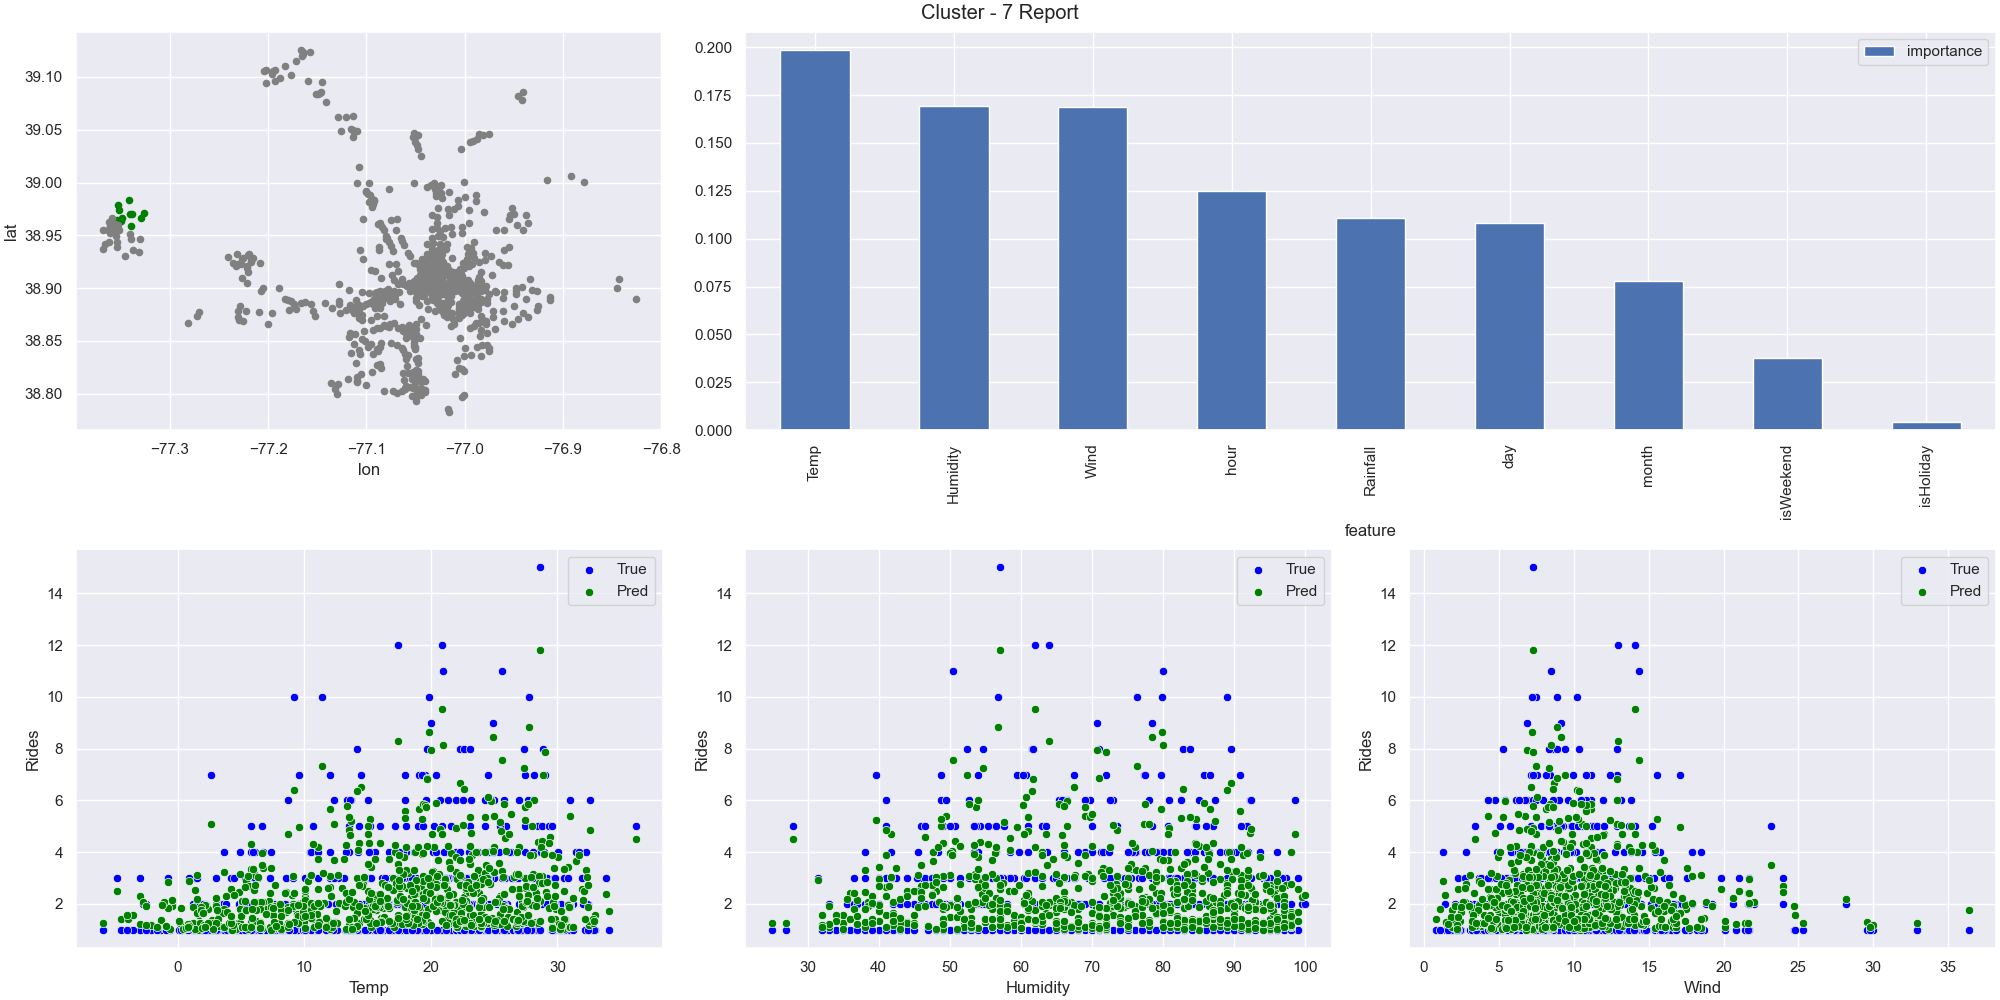 Cluster - 7 Report
39.10
39.05
39.00
38.95
38.90
38.85
38.80
lat
−77.3 −77.2 −77.1 −77.0 −76.9 −76.8
lon
importance
0.200
0.175
0.150
0.125
0.100
0.075
0.050
0.025
0.000
Temp
Humidity
Wind
hour
Rainfall
day
month
isWeekend
isHoliday
feature
True
Pred
14
12
10
8
6
4
2
Rides
0 10 20 30
Temp
True
Pred
14
12
10
8
6
4
2
Rides
30 40 50 60 70 80 90 100
Humidity
True
Pred
14
12
10
8
6
4
2
Rides
0 5 10 15 20 25 30 35
Wind